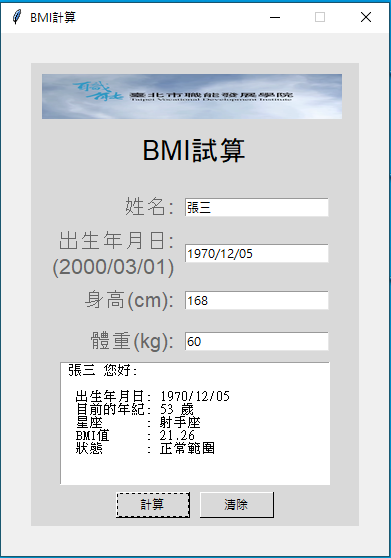 BMI計算
職能
臺北市職能發展學院
Taipei Vocational Development Institute
BMI試算
姓名: 張三
出生年月日:
(2000/03/01) 1970/12/05
身高(cm): 168
體重(kg): 60
張三 您好:
出生年月日: 1970/12/05
目前的年紀: 53 歲
星座 : 射手座
BMI值 : 21.26
狀態 : 正常範圍
計算 清除